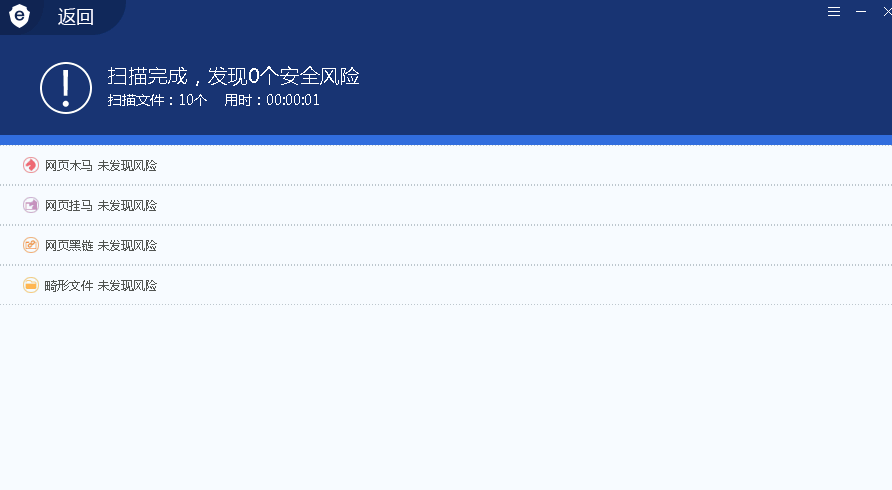 e 返回
扫描完成，发现0个安全风险
扫描文件：10个 用时：00:00:01
网页木马 未发现风险
网页挂马 未发现风险
网页黑链 未发现风险
畸形文件 未发现风险